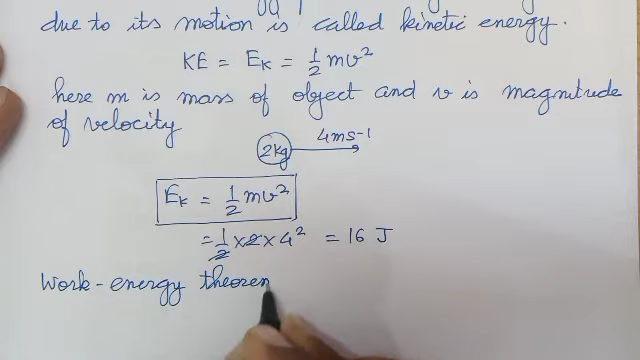 due to its motion is called kinetic energy.
KE = Eₖ = 1/2 mv²
here m is mass of object and v is magnitude
of velocity
2kg 4ms-1
Eₖ = 1/2 mv²
= 1/2 × 2 × 4² = 16 J
Work-energy theorem